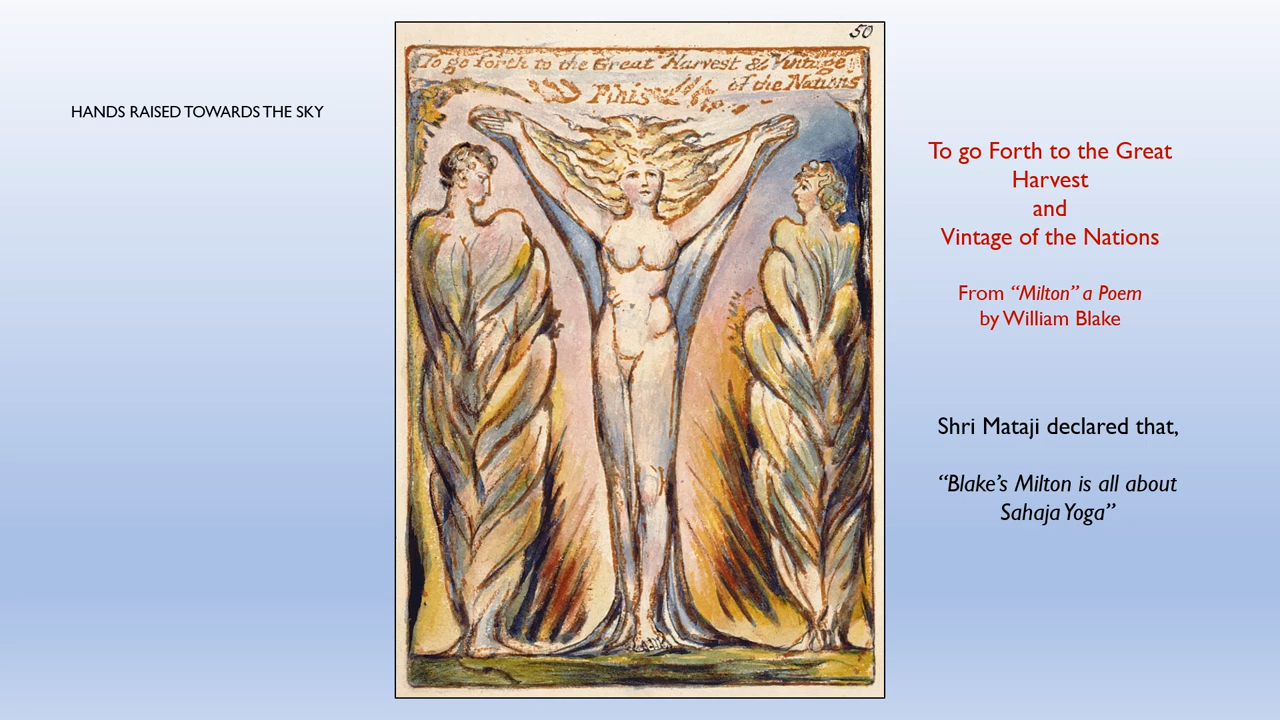 HANDS RAISED TOWARDS THE SKY
50
To go forth to the Great Harvest & Vintage
of the Nations
Finis
To go Forth to the Great
Harvest
and
Vintage of the Nations
From “Milton” a Poem
by William Blake
Shri Mataji declared that,
“Blake’s Milton is all about
Sahaja Yoga”